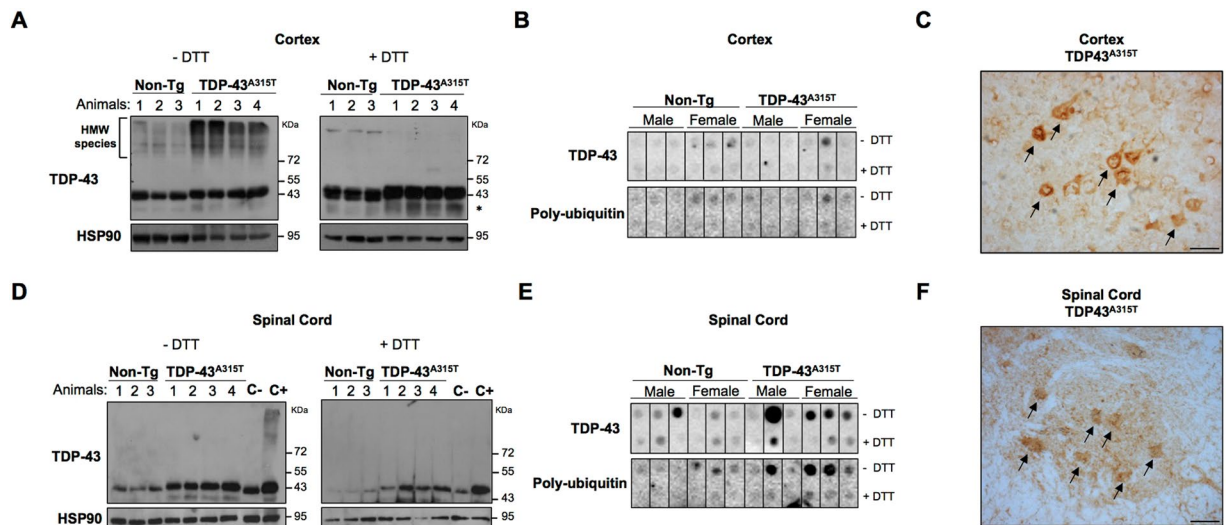 A
Cortex
- DTT
+ DTT
Non-Tg TDP-43A315T
Non-Tg TDP-43A315T
Animals: 1 2 3 1 2 3 4
1 2 3 1 2 3 4
KDa
KDa
HMW
species
72
55
43
72
55
43
TDP-43
*
HSP90
95
95
B
Cortex
Non-Tg
TDP-43A315T
Male Female Male Female
TDP-43
- DTT
+ DTT
Poly-ubiquitin
- DTT
+ DTT
C
Cortex
TDP43A315T
D
Spinal Cord
- DTT
+ DTT
Non-Tg TDP-43A315T
Non-Tg TDP-43A315T
Animals: 1 2 3 1 2 3 4 C- C+
1 2 3 1 2 3 4 C- C+
KDa
KDa
TDP-43
72
55
43
72
55
43
HSP90
95
95
E
Spinal Cord
Non-Tg
TDP-43A315T
Male Female Male Female
TDP-43
- DTT
+ DTT
Poly-ubiquitin
- DTT
+ DTT
F
Spinal Cord
TDP43A315T